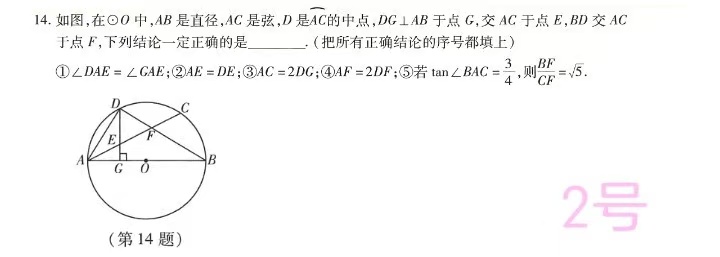 14. 如图,在⊙O 中,AB 是直径,AC 是弦,D 是AC的中点,DG⊥AB 于点 G,交 AC 于点 E,BD 交 AC
于点 F,下列结论一定正确的是________.(把所有正确结论的序号都填上)
①∠DAE=∠GAE;②AE=DE;③AC=2DG;④AF=2DF;⑤若 tan∠BAC=3/4,则BF/CF=√5.
D
C
E
F
A
G
O
B
2号
(第 14 题)